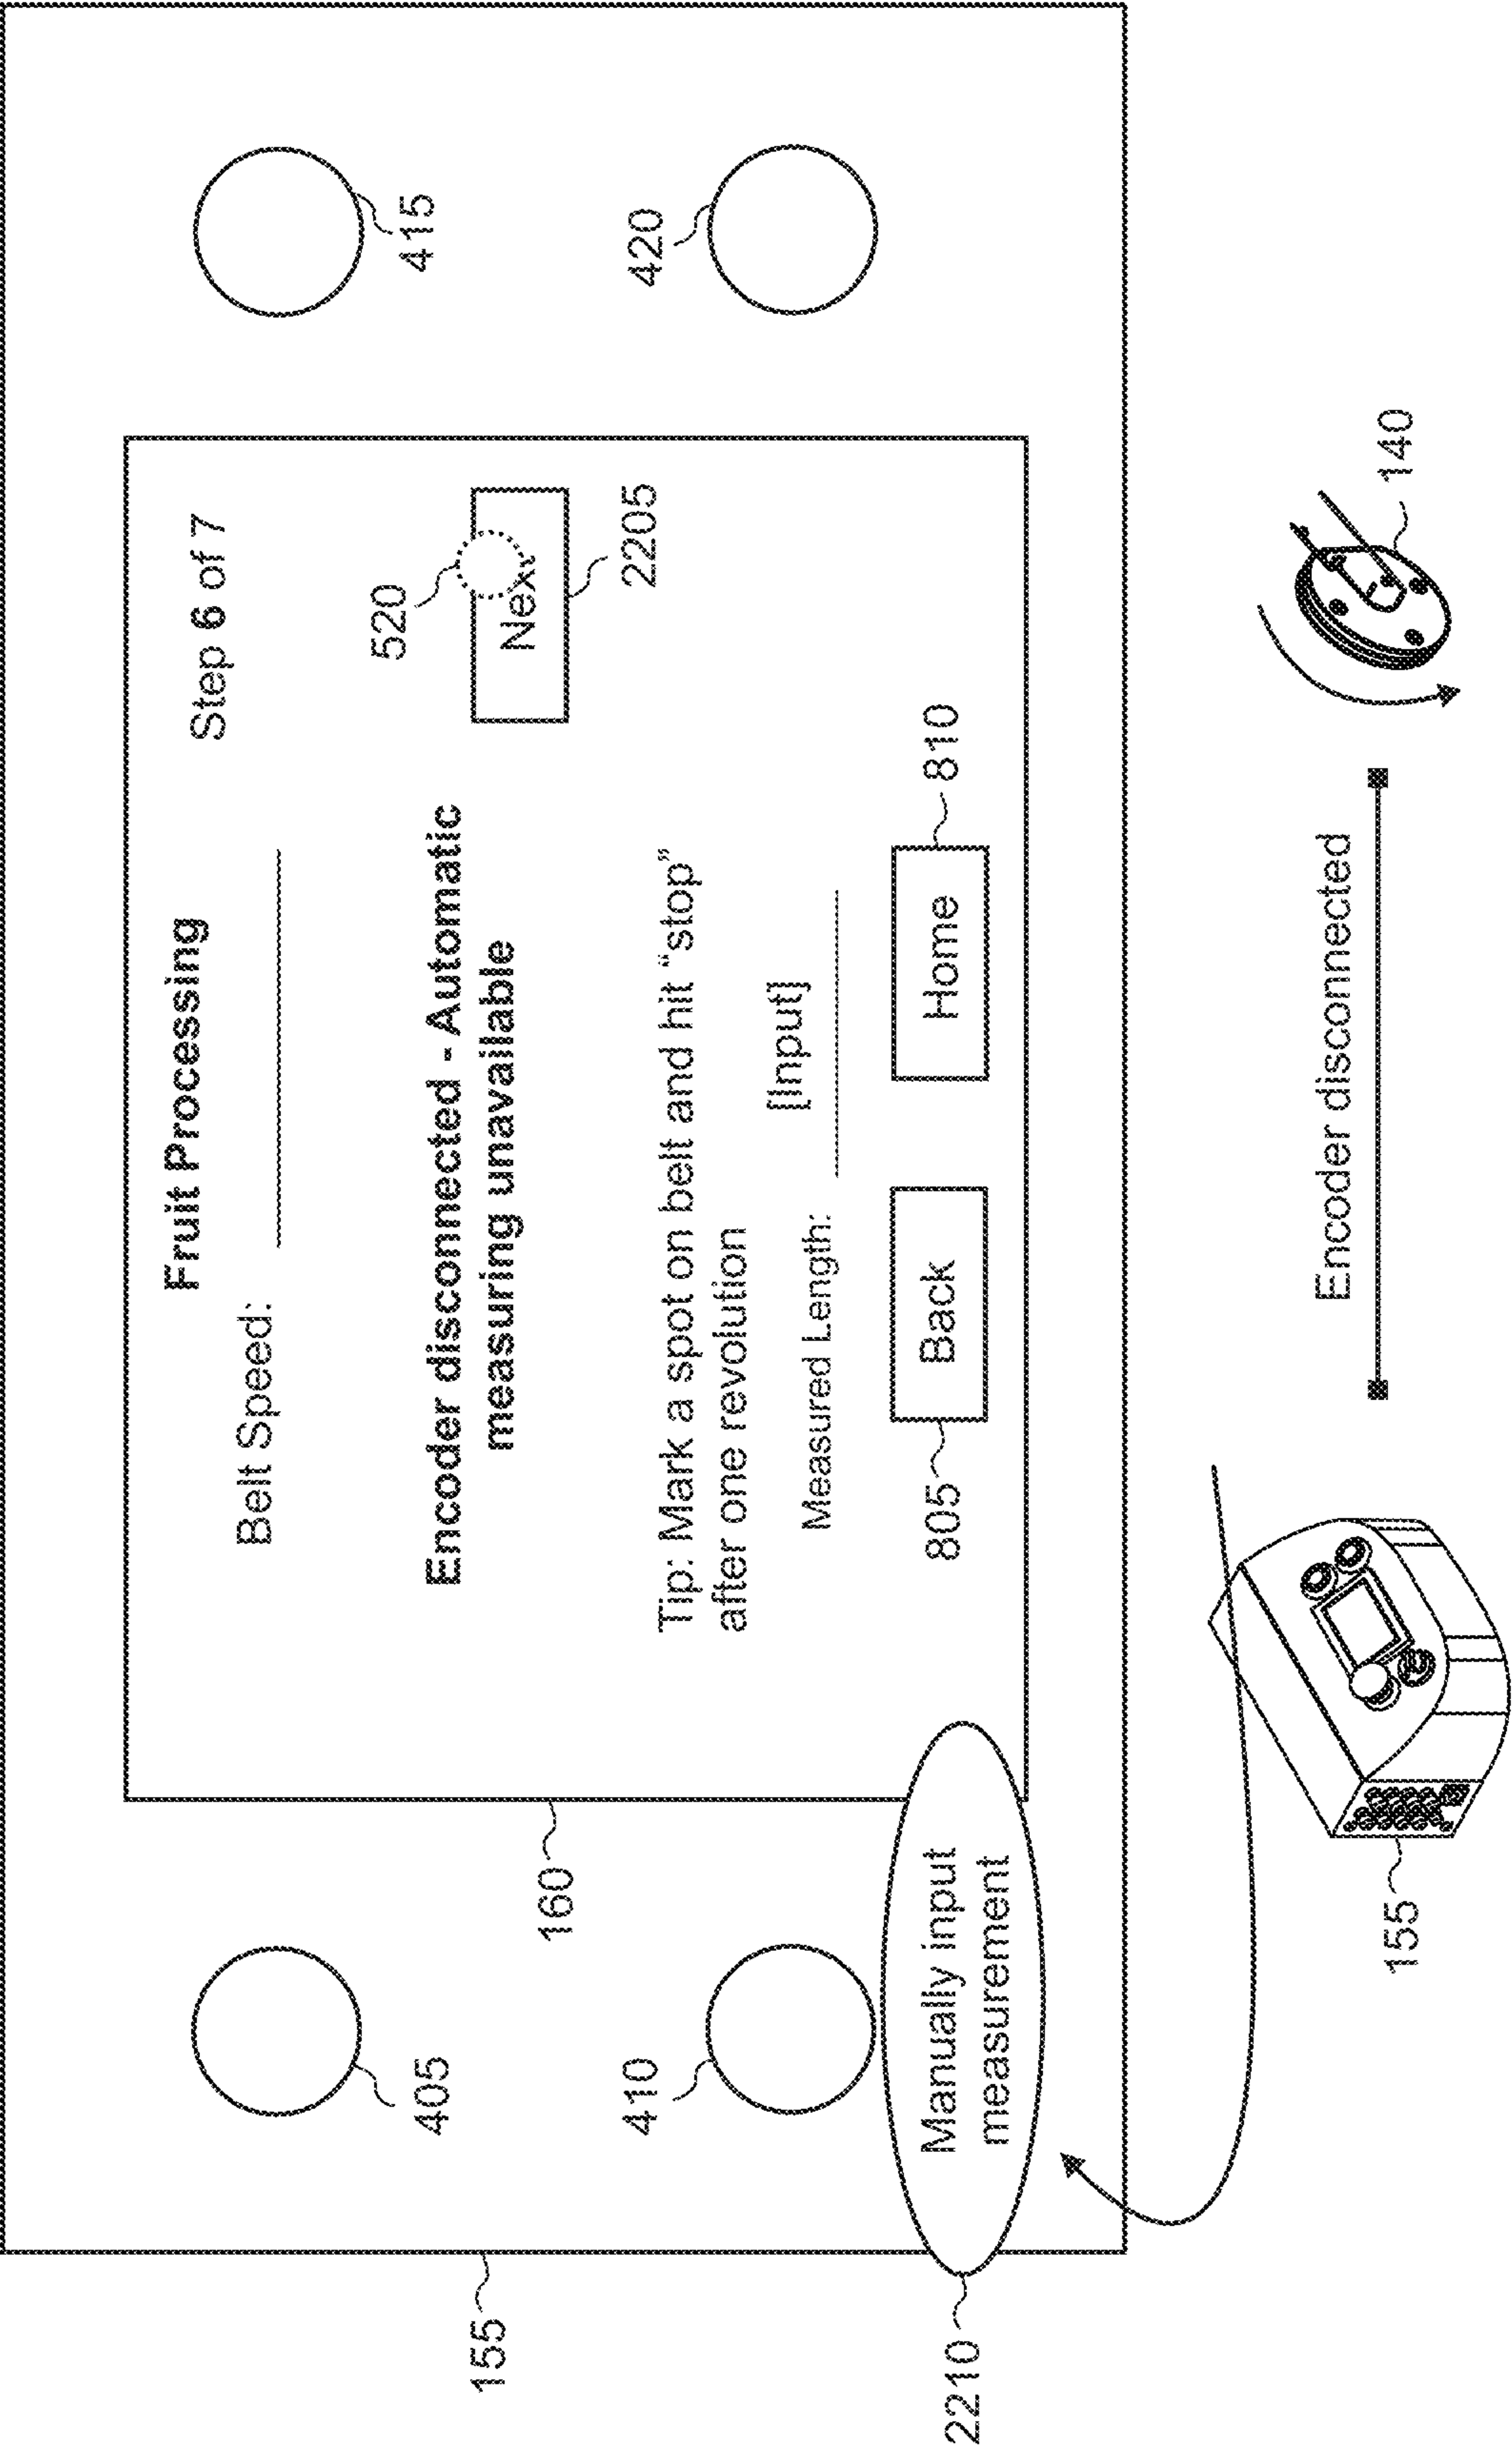 Fruit Processing
Step 6 of 7
Belt Speed:
405
415
520
Encoder disconnected - Automatic
measuring unavailable
Next
155
160
2205
410
420
Tip: Mark a spot on belt and hit “stop”
after one revolution
[Input]
Measured Length:
805
Back
Home
810
2210
Manually input
measurement
Encoder disconnected
155
140